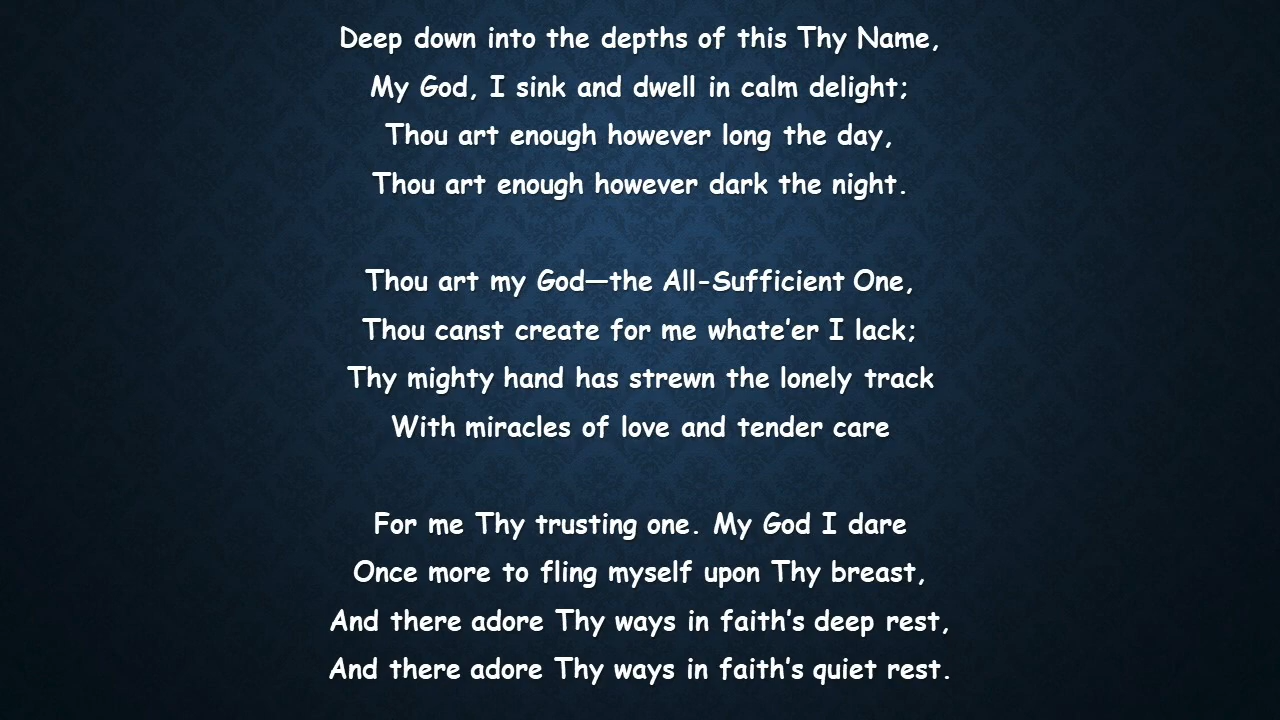 Deep down into the depths of this Thy Name,
My God, I sink and dwell in calm delight;
Thou art enough however long the day,
Thou art enough however dark the night.
Thou art my God—the All-Sufficient One,
Thou canst create for me whate'er I lack;
Thy mighty hand has strewn the lonely track
With miracles of love and tender care
For me Thy trusting one. My God I dare
Once more to fling myself upon Thy breast,
And there adore Thy ways in faith's deep rest,
And there adore Thy ways in faith's quiet rest.